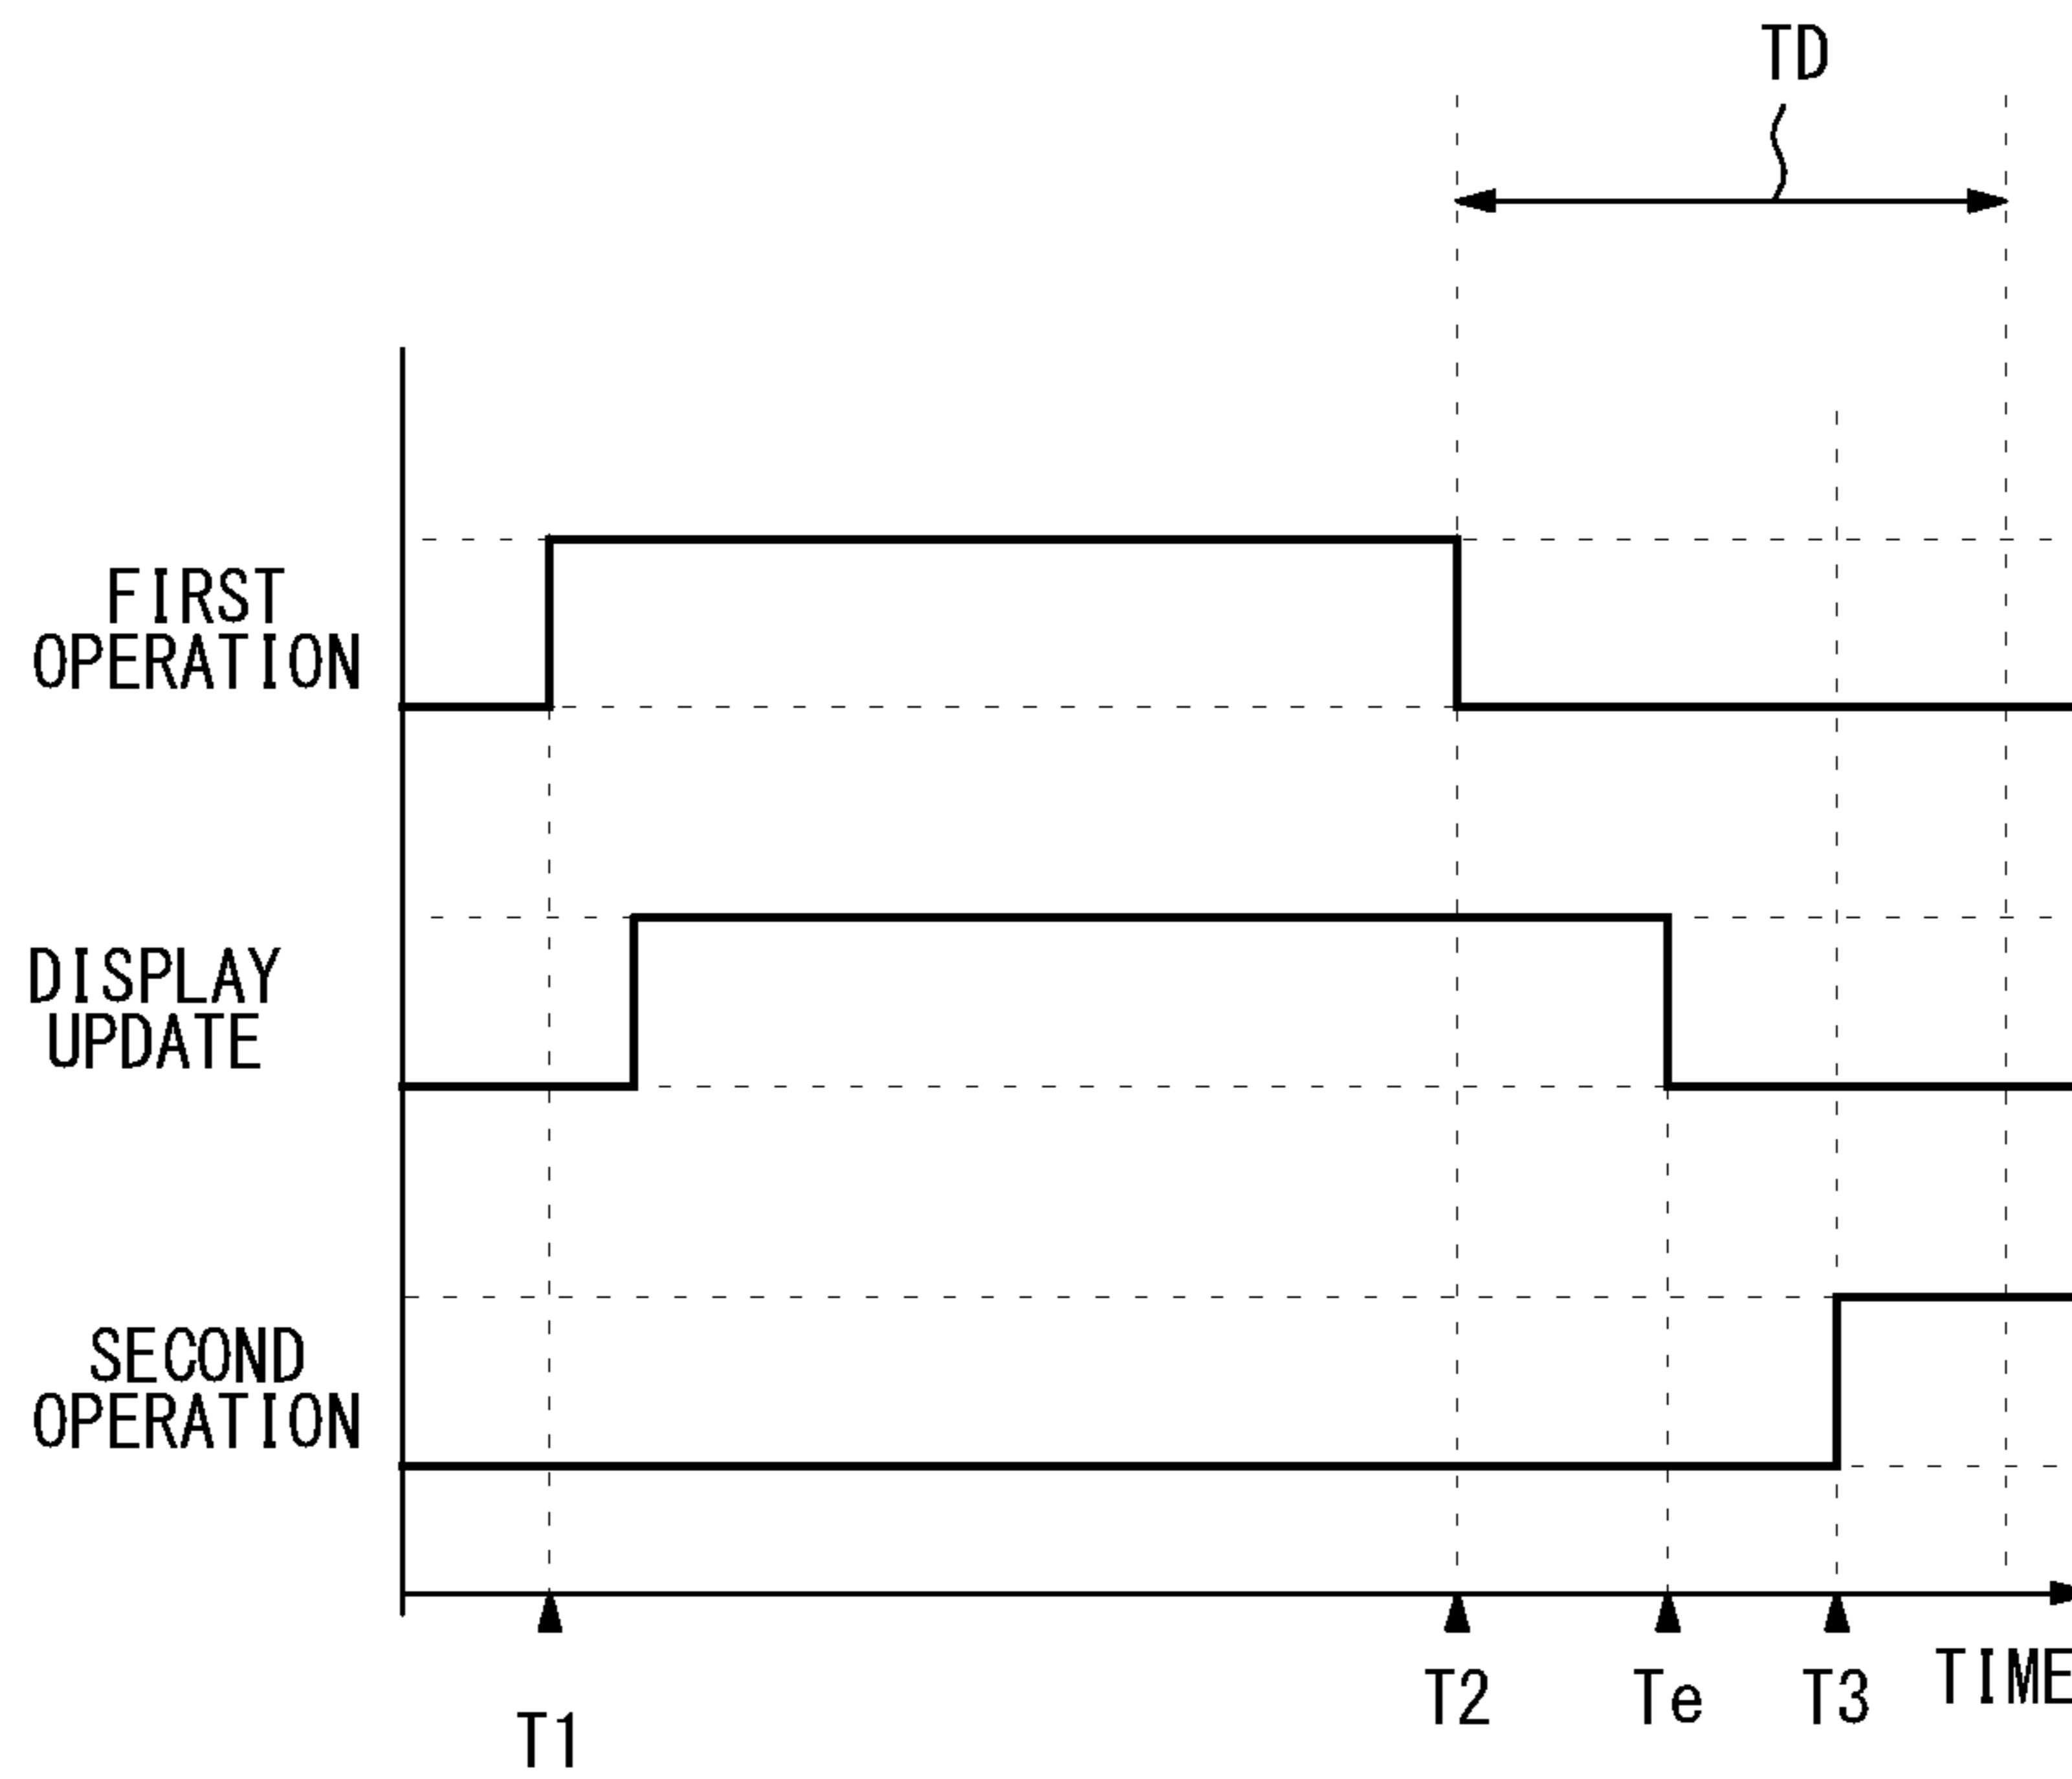 TD
FIRST
OPERATION
DISPLAY
UPDATE
SECOND
OPERATION
T1
T2
Te
T3
TIME